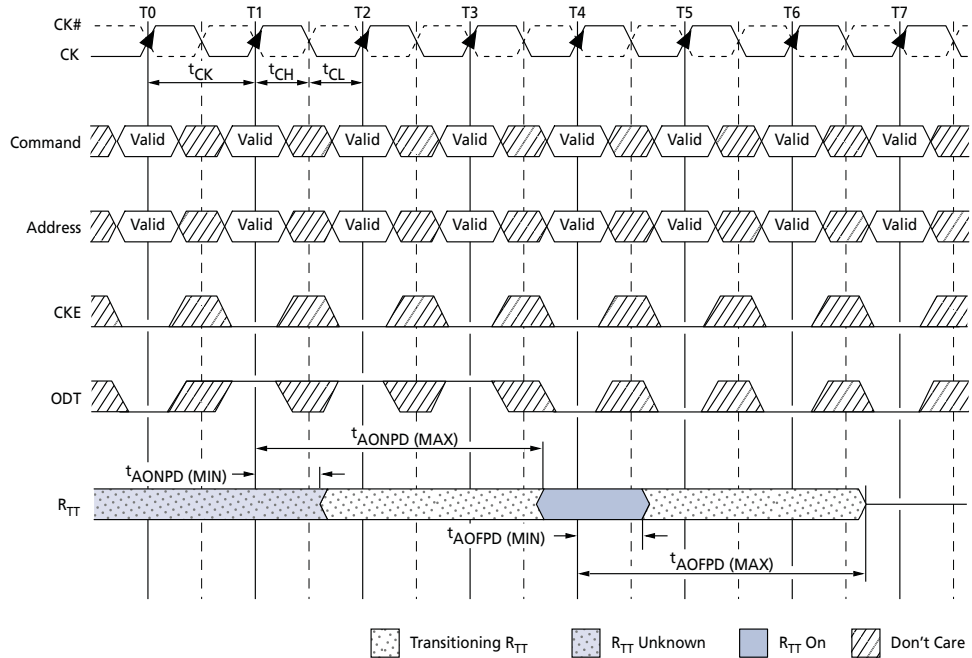 T0 T1 T2 T3 T4 T5 T6 T7
CK#
CK
tCK tCH tCL
Command Valid Valid Valid Valid Valid Valid Valid Valid
Address Valid Valid Valid Valid Valid Valid Valid Valid
CKE
ODT
tAONPD (MAX)
tAONPD (MIN)
RTT
tAOFPD (MIN)
tAOFPD (MAX)
Transitioning RTT RTT Unknown RTT On Don't Care